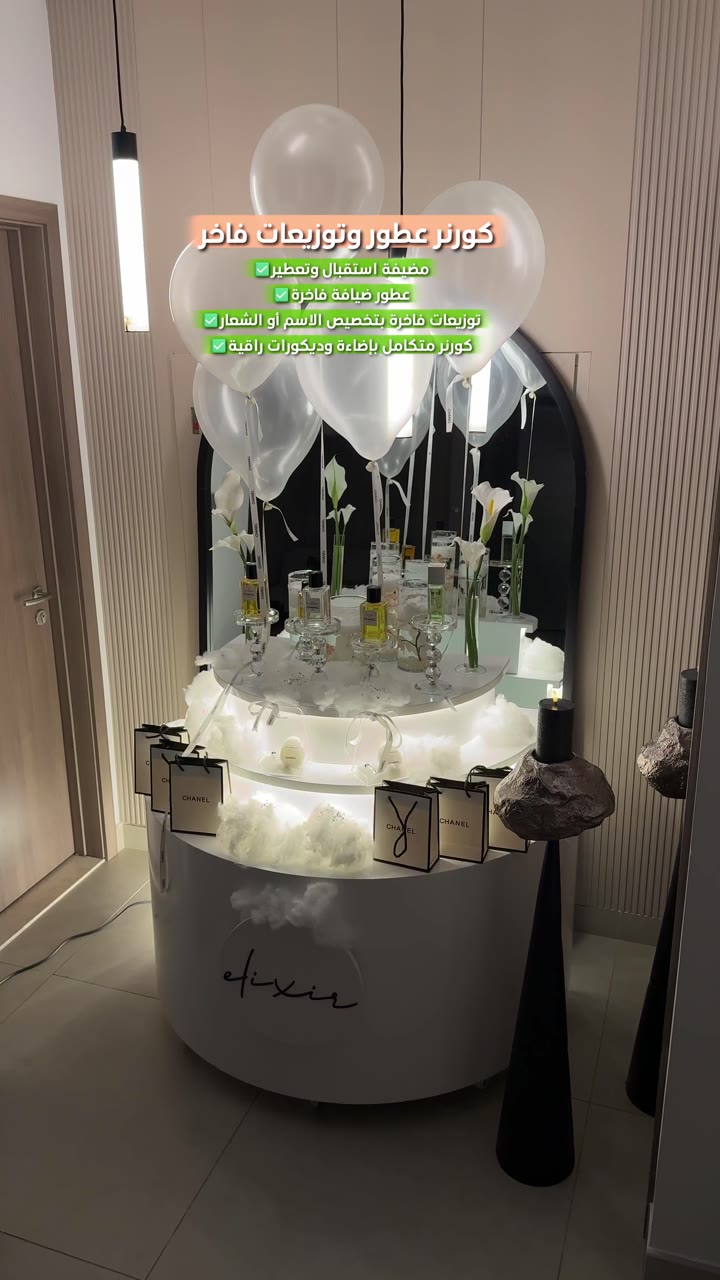 كورنر عطور وتوزيعات فاخر
مضيفة استقبال وتعطير✅
عطور ضيافة فاخرة✅
توزيعات فاخرة بتخصيص الاسم أو الشعار✅
كورنر متكامل بإضاءة وديكورات راقية✅
CHANEL
CHANEL
CHANEL
elixir